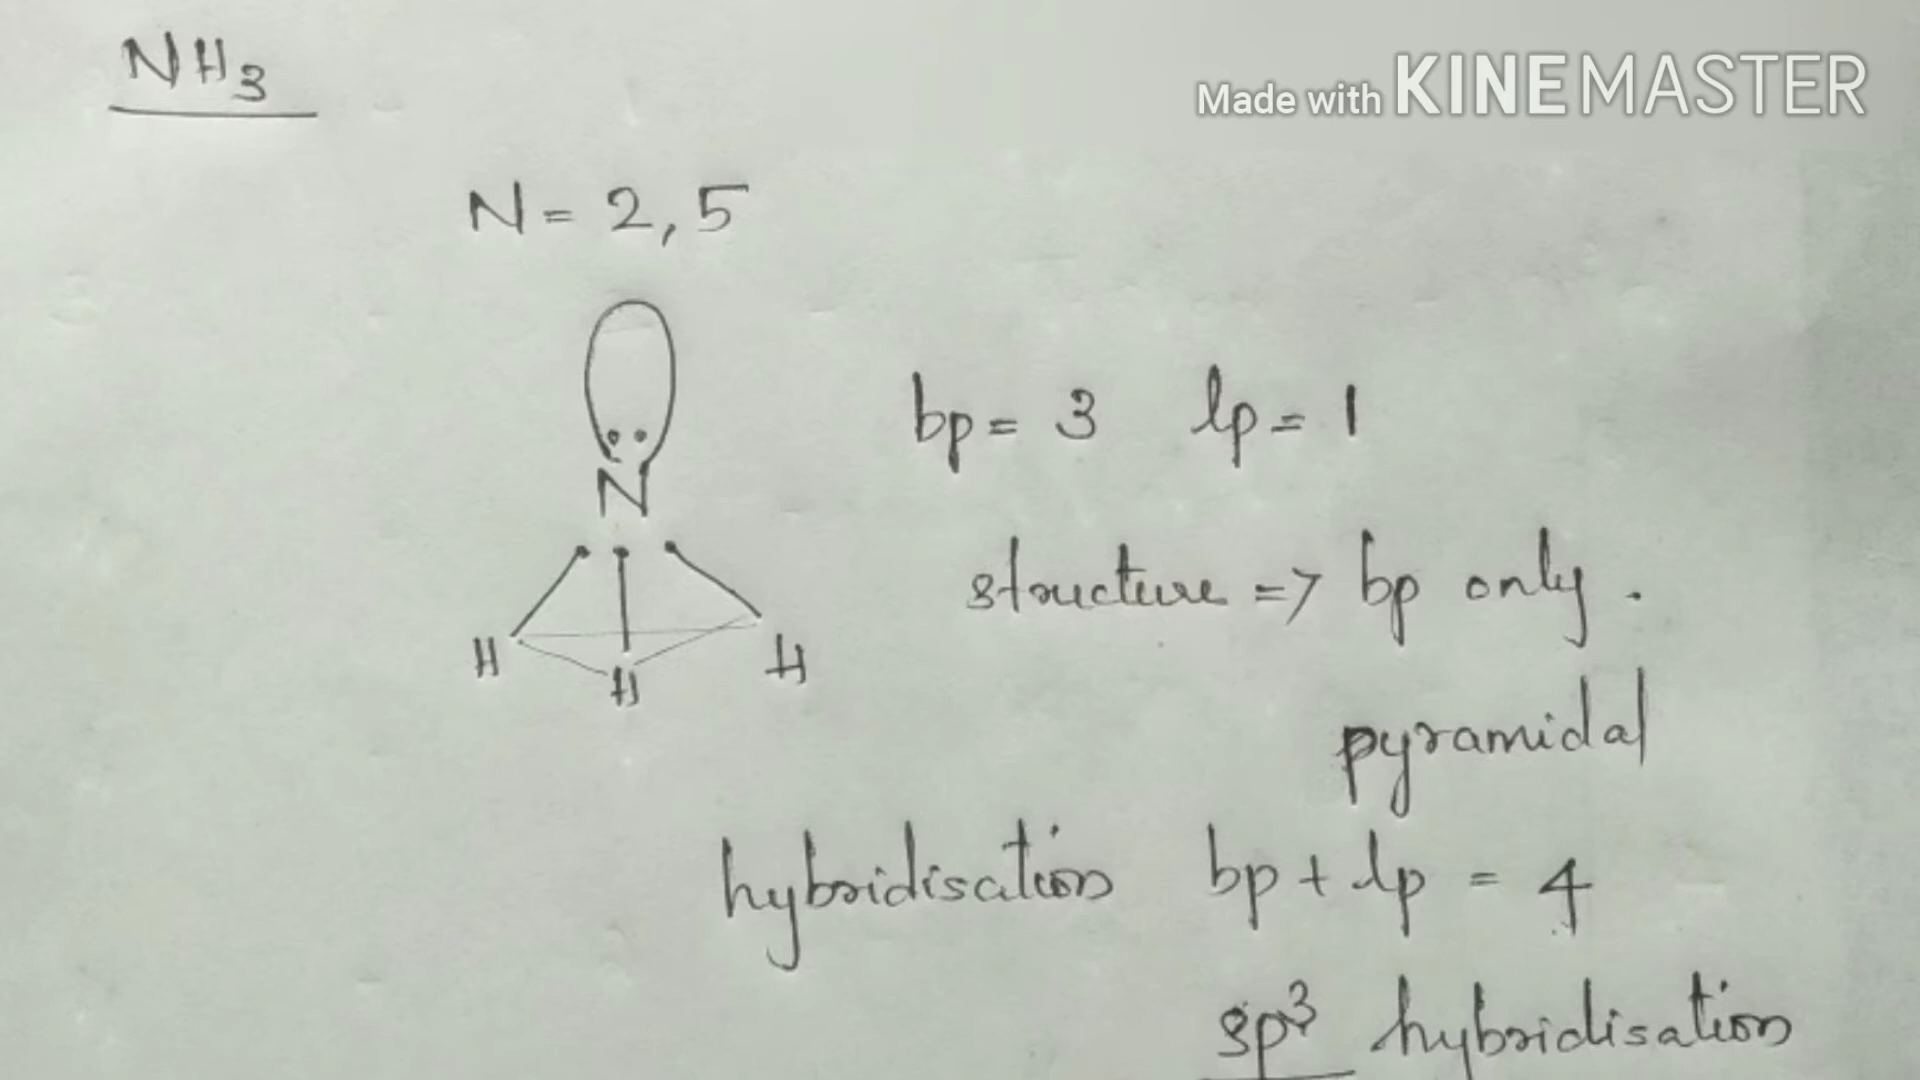 NH3
Made with KINEMASTER
N = 2, 5
bp = 3 lp = 1
N
structure => bp only.
H H H
pyramidal
hybridisation bp + lp = 4
sp³ hybridisation